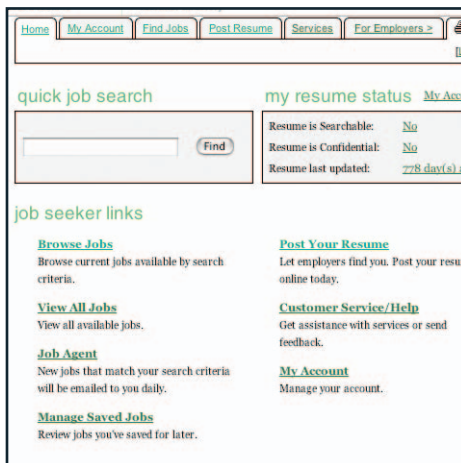 Home My Account Find Jobs Post Resume Services For Employers >
quick job search
Find
my resume status My Acc
Resume is Searchable: No
Resume is Confidential: No
Resume last updated: 778 day(s) a
job seeker links
Browse Jobs
Browse current jobs available by search
criteria.
View All Jobs
View all available jobs.
Job Agent
New jobs that match your search criteria
will be emailed to you daily.
Manage Saved Jobs
Review jobs you've saved for later.
Post Your Resume
Let employers find you. Post your resu
online today.
Customer Service/Help
Get assistance with services or send
feedback.
My Account
Manage your account.